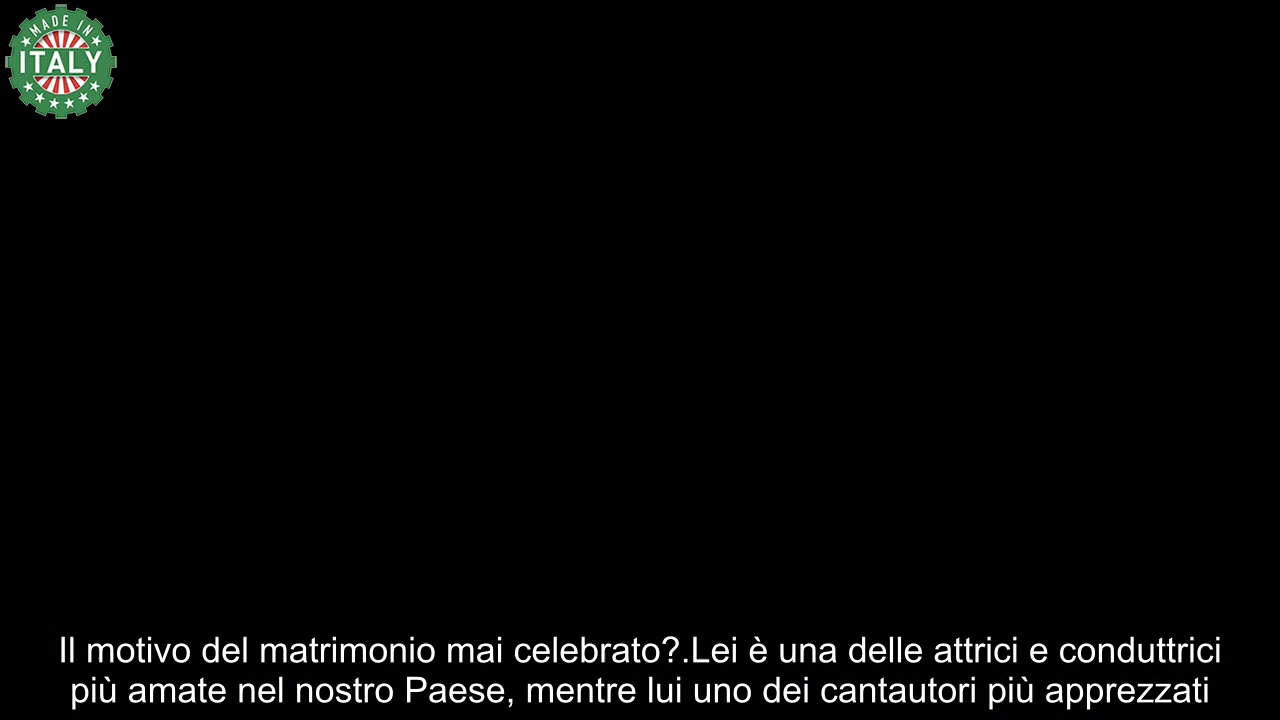 MADE IN
ITALY
Il motivo del matrimonio mai celebrato?.Lei è una delle attrici e conduttrici
più amate nel nostro Paese, mentre lui uno dei cantautori più apprezzati